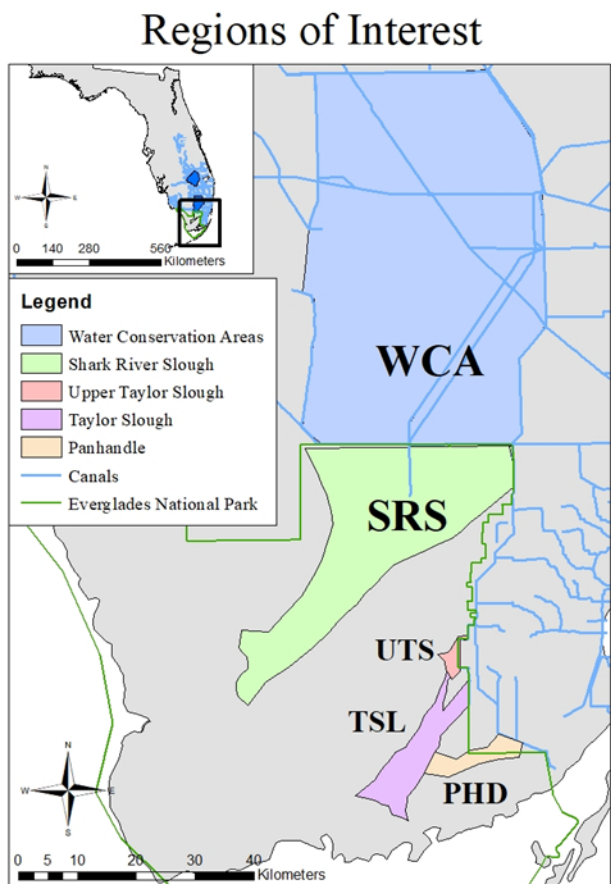 Regions of Interest
N
W E
S
0 140 280 560
Kilometers
Legend
Water Conservation Areas
Shark River Slough
Upper Taylor Slough
Taylor Slough
Panhandle
Canals
Everglades National Park
WCA
SRS
UTS
TSL
PHD
N
W E
S
0 5 10 20 30 40
Kilometers